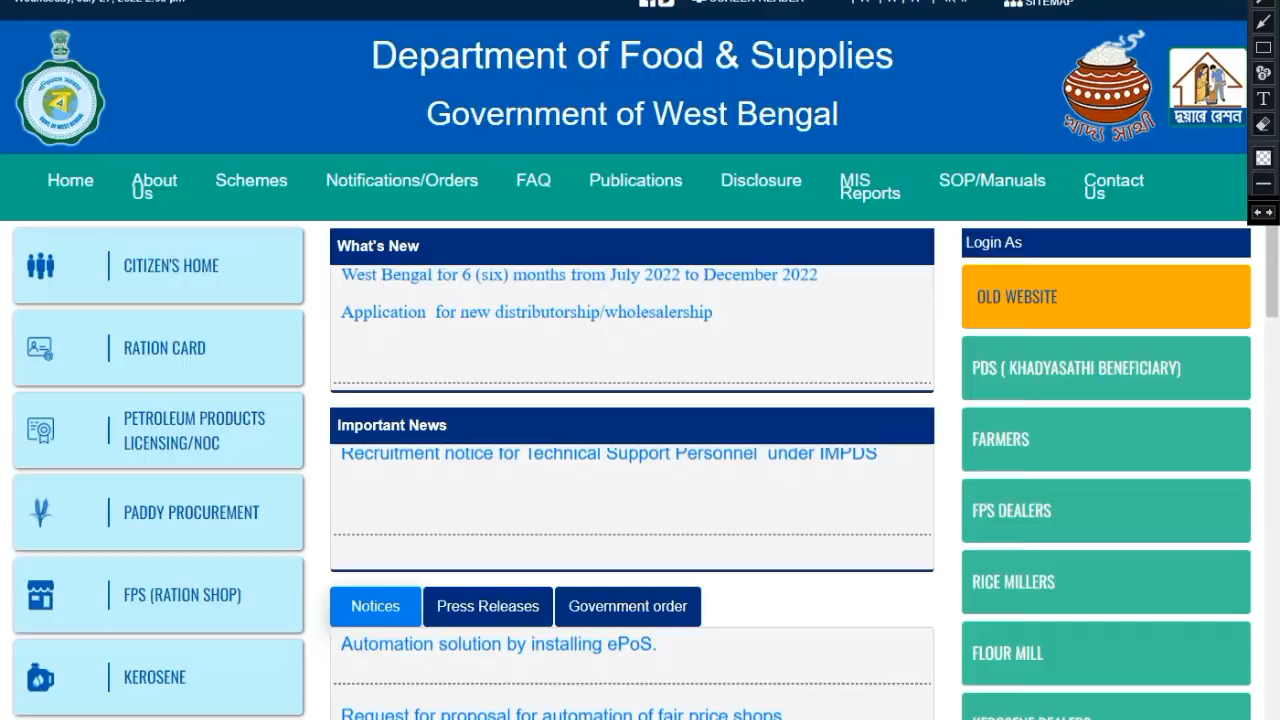 SITEMAP
Department of Food & Supplies
Government of West Bengal
খাদ্য সাথী
দুয়ারে রেশন
Home
About Us
Schemes
Notifications/Orders
FAQ
Publications
Disclosure
MIS Reports
SOP/Manuals
Contact Us
CITIZEN'S HOME
RATION CARD
PETROLEUM PRODUCTS
LICENSING/NOC
PADDY PROCUREMENT
FPS (RATION SHOP)
KEROSENE
What's New
West Bengal for 6 (six) months from July 2022 to December 2022
Application for new distributorship/wholesalership
Important News
Recruitment notice for Technical Support Personnel under IMPDS
Notices
Press Releases
Government order
Automation solution by installing ePoS.
Request for proposal for automation of fair price shops
Login As
OLD WEBSITE
PDS ( KHADYASATHI BENEFICIARY)
FARMERS
FPS DEALERS
RICE MILLERS
FLOUR MILL
KEROSENE DEALERS